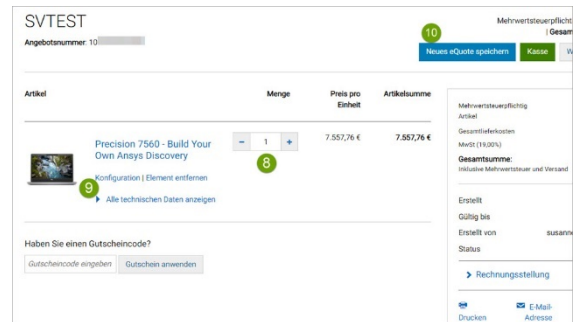 SVTEST
Angebotsnummer: 10
Mehrwertsteuerpflichti
| Gesam
10
Neues eQuote speichern
Kasse
W
Artikel
Menge
Preis pro Einheit
Artikelsumme
Precision 7560 - Build Your
Own Ansys Discovery
− 1 +
7.557,76 €
7.557,76 €
8
Konfiguration | Element entfernen
9
Alle technischen Daten anzeigen
Haben Sie einen Gutscheincode?
Gutscheincode eingeben
Gutschein anwenden
Mehrwertsteuerpflichtig
Artikel
Gesamtlieferkosten
MwSt (19,00%)
Gesamtsumme:
Inklusive Mehrwertsteuer und Versand
Erstellt
Gültig bis
Erstellt von
susanne
Status
Rechnungsstellung
Drucken
E-Mail-
Adresse